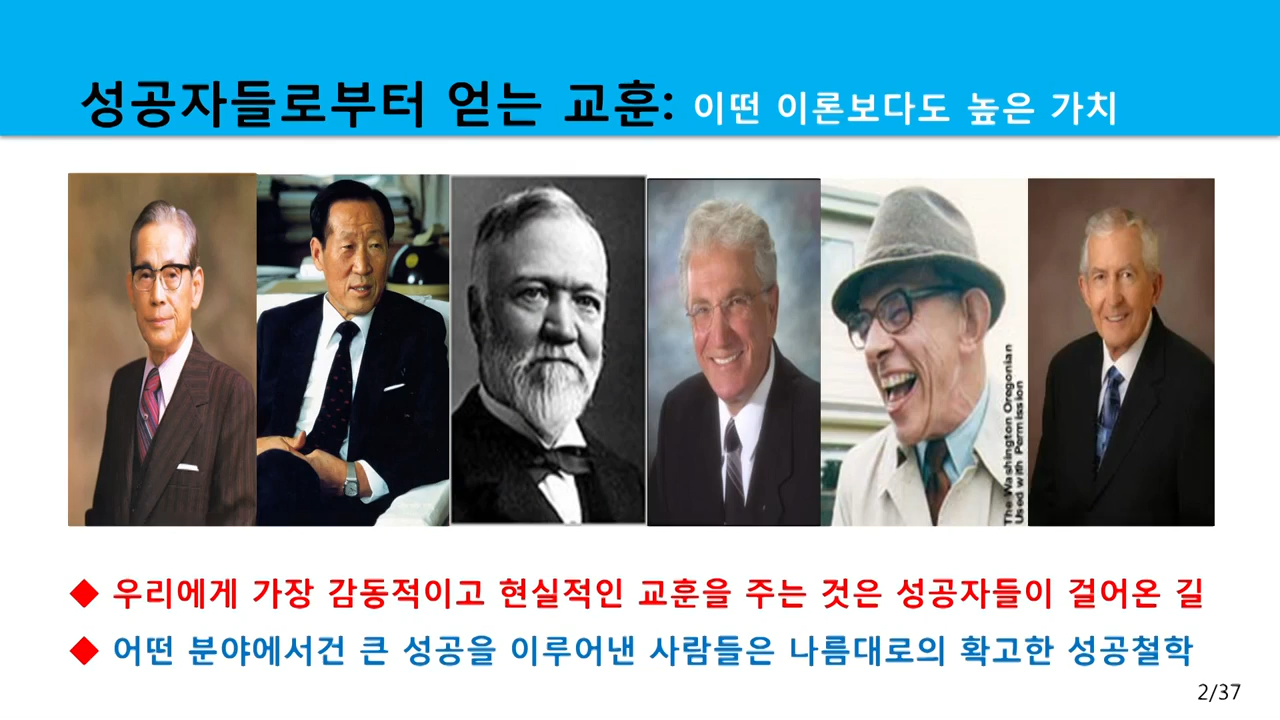 성공자들로부터 얻는 교훈: 이떤 이론보다도 높은 가치
The Washington Oregonian
Used with Permission
◆ 우리에게 가장 감동적이고 현실적인 교훈을 주는 것은 성공자들이 걸어온 길
◆ 어떤 분야에서건 큰 성공을 이루어낸 사람들은 나름대로의 확고한 성공철학
2/37